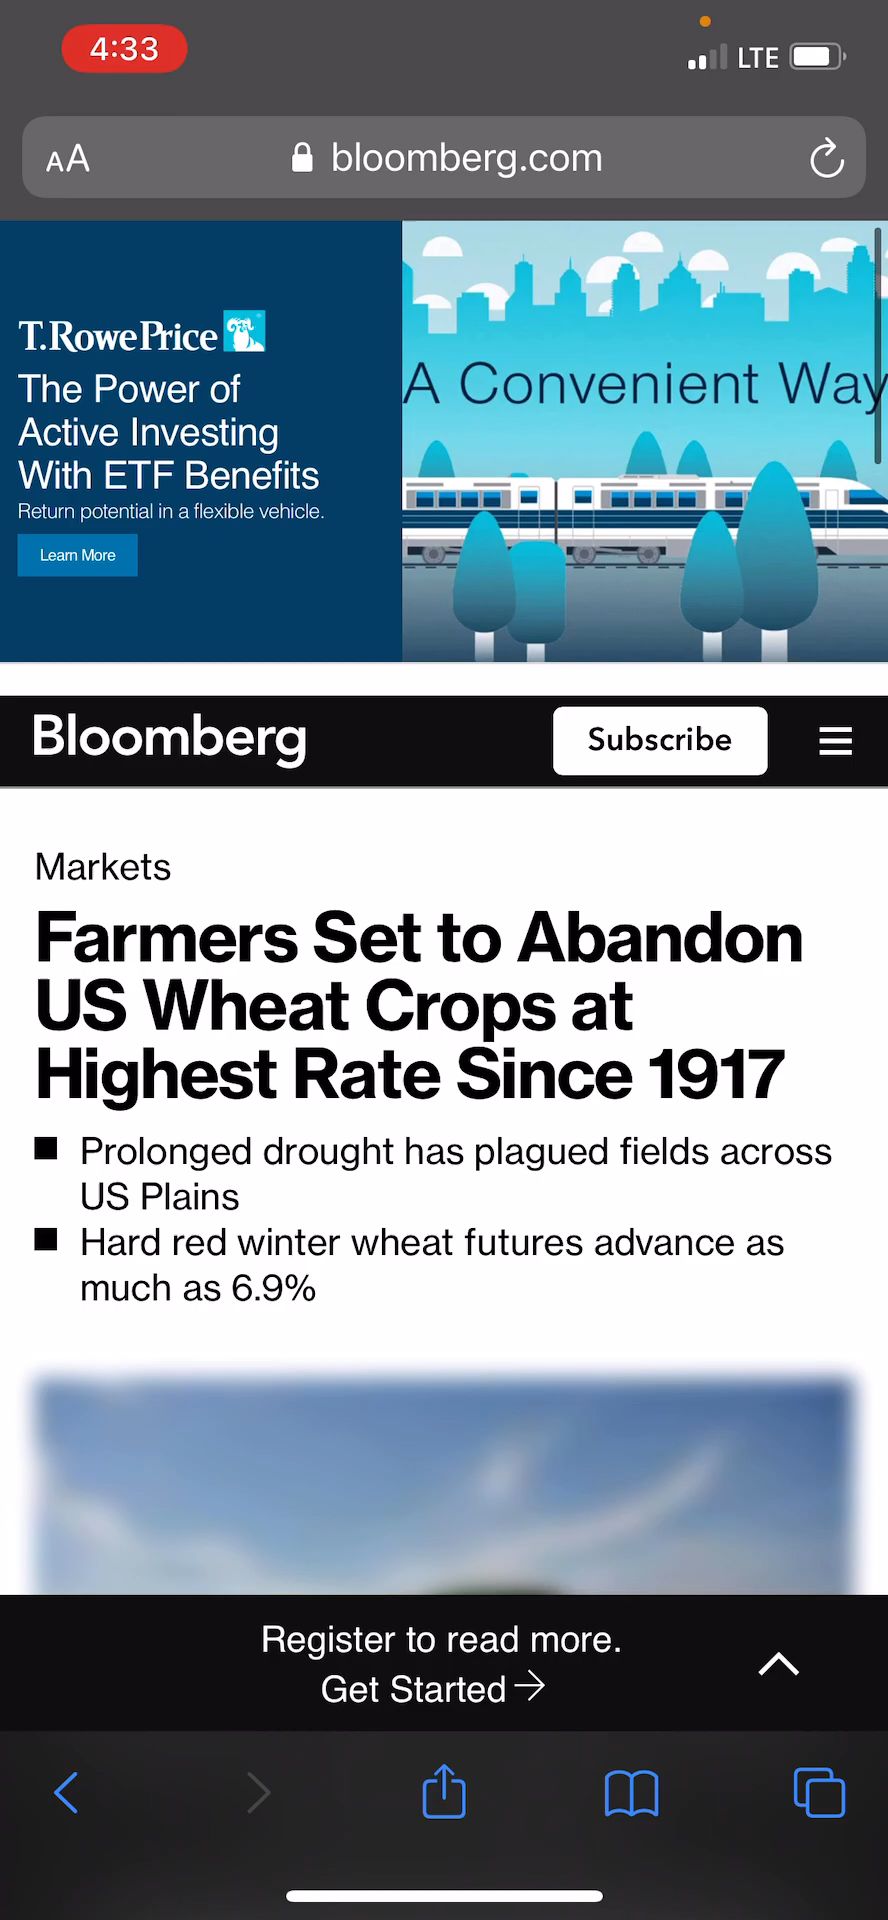 4:33
LTE
AA
bloomberg.com
T.RowePrice
The Power of
Active Investing
With ETF Benefits
Return potential in a flexible vehicle.
Learn More
A Convenient Way
Bloomberg
Subscribe
Markets
Farmers Set to Abandon
US Wheat Crops at
Highest Rate Since 1917
Prolonged drought has plagued fields across
US Plains
Hard red winter wheat futures advance as
much as 6.9%
Register to read more.
Get Started